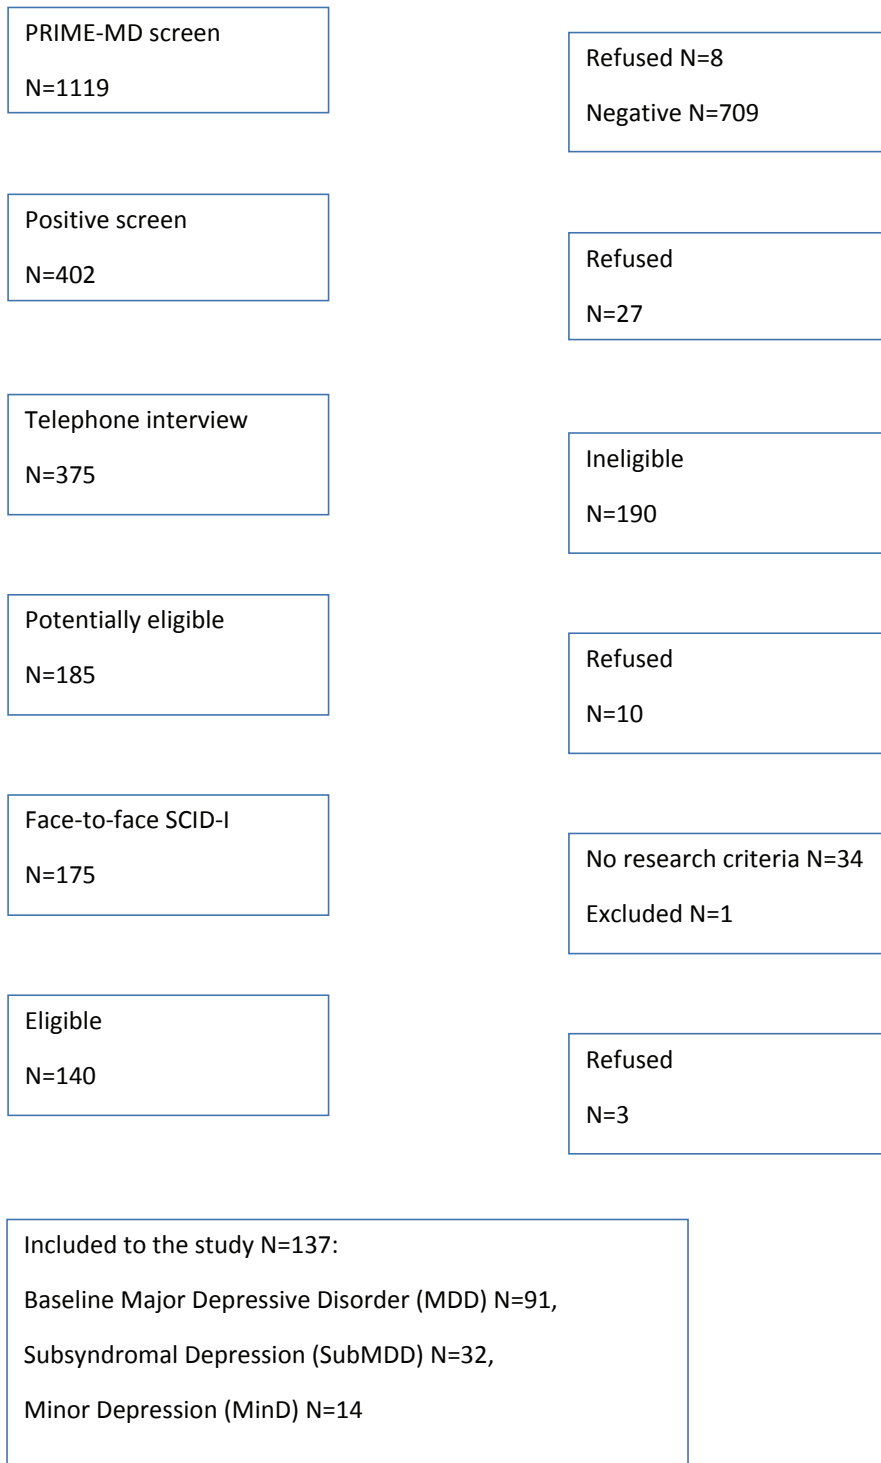 PRIME-MD screen
N=1119
Refused N=8
Negative N=709
Positive screen
N=402
Refused
N=27
Telephone interview
N=375
Ineligible
N=190
Potentially eligible
N=185
Refused
N=10
Face-to-face SCID-I
N=175
No research criteria N=34
Excluded N=1
Eligible
N=140
Refused
N=3
Included to the study N=137:
Baseline Major Depressive Disorder (MDD) N=91,
Subsyndromal Depression (SubMDD) N=32,
Minor Depression (MinD) N=14